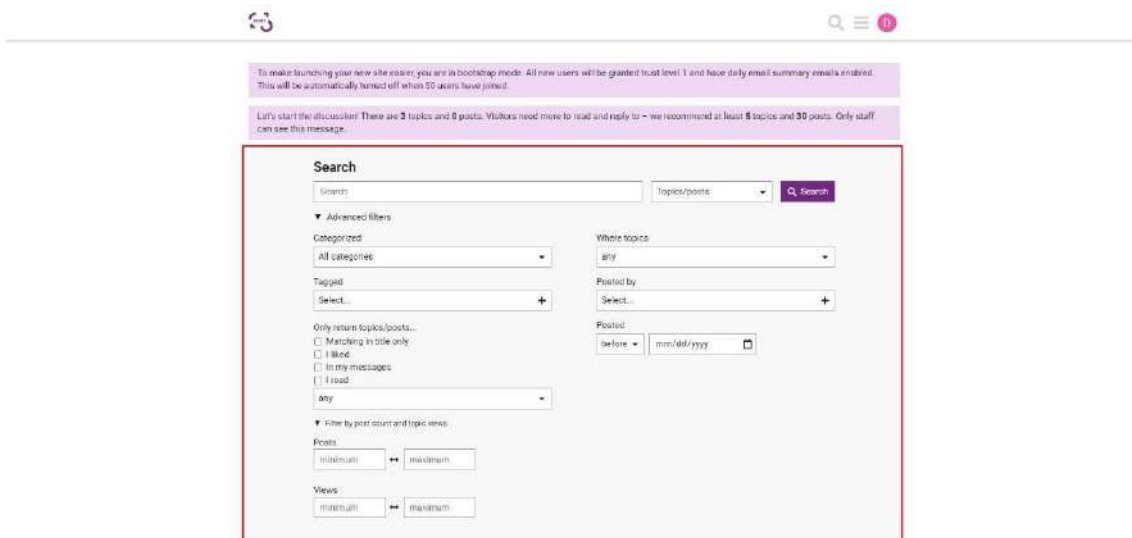 D
To make launching your new site easier, you are in bootstrap mode. All new users will be granted trust level 1 and have daily email summary emails enabled.
This will be automatically turned off when 50 users have joined.
Let's start the discussion! There are 3 topics and 0 posts. Visitors need more to read and reply to – we recommend at least 5 topics and 30 posts. Only staff
can see this message.
Search
Search Topics/posts Search
Advanced filters
Categorized Where topics
All categories any
Tagged Posted by
Select... Select...
Only return topics/posts... Posted
Matching in title only before mm/dd/yyyy
I liked
In my messages
I read
any
Filter by post count and topic views
Posts
minimum maximum
Views
minimum maximum